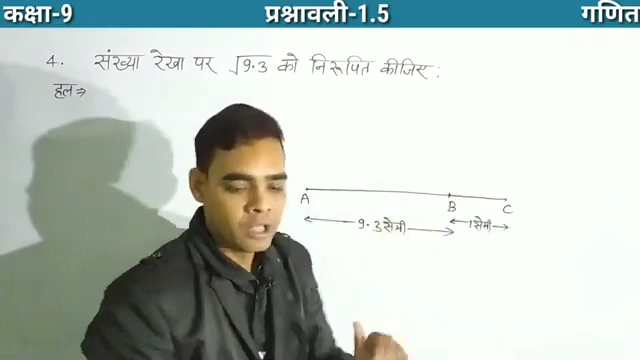 कक्षा-9 प्रश्नावली-1.5 गणित
4. संख्या रेखा पर √9.3 को निरूपित कीजिए:
हल⇒
A B C
9.3 सेमी 1 सेमी